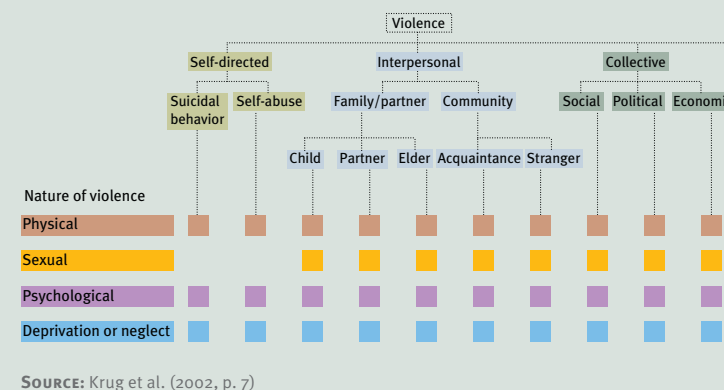 Violence
Self-directed Interpersonal Collective
Suicidal behavior Self-abuse Family/partner Community Social Political Economi
Child Partner Elder Acquaintance Stranger
Nature of violence
Physical
Sexual
Psychological
Deprivation or neglect
SOURCE: Krug et al. (2002, p. 7)